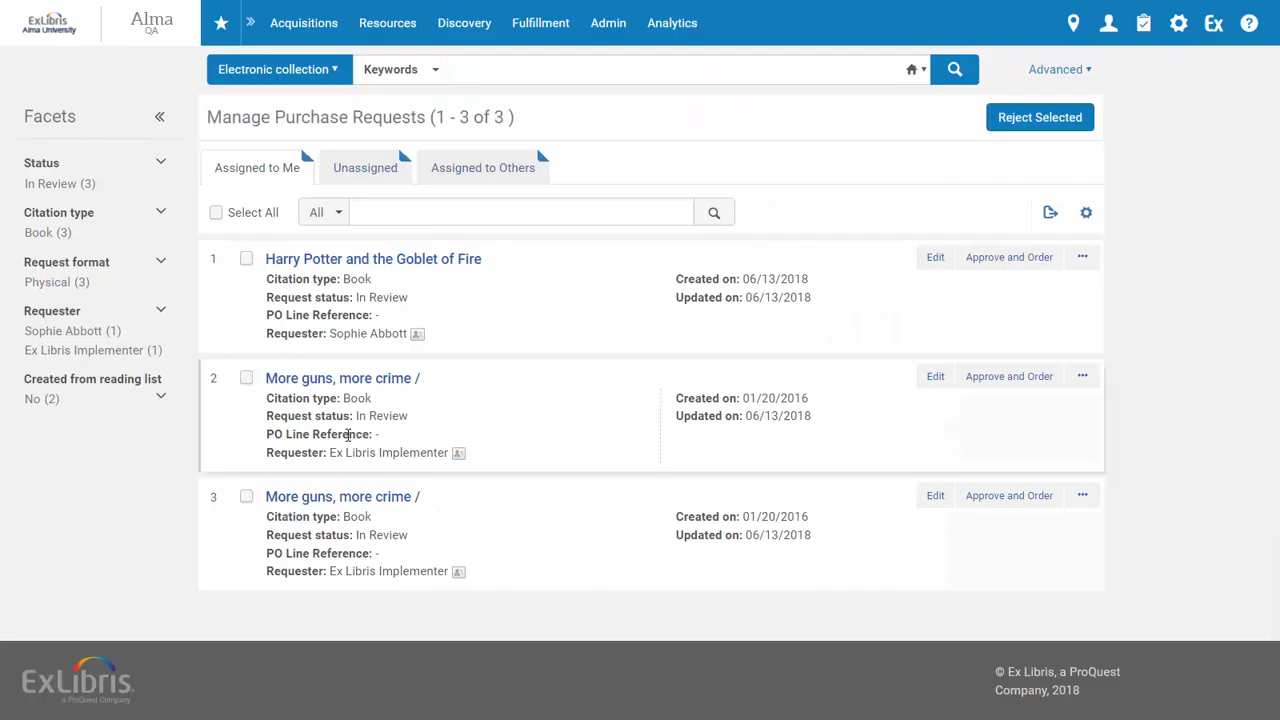 ExLibris
Alma University
Alma
QA
Acquisitions
Resources
Discovery
Fulfillment
Admin
Analytics
Ex
?
Electronic collection
Keywords
Advanced
Facets
Manage Purchase Requests (1 - 3 of 3 )
Reject Selected
Assigned to Me
Unassigned
Assigned to Others
Status
In Review (3)
Citation type
Book (3)
Request format
Physical (3)
Requester
Sophie Abbott (1)
Ex Libris Implementer (1)
Created from reading list
No (2)
Select All
All
1
Harry Potter and the Goblet of Fire
Citation type: Book
Request status: In Review
PO Line Reference: -
Requester: Sophie Abbott
Created on: 06/13/2018
Updated on: 06/13/2018
Edit
Approve and Order
•••
2
More guns, more crime /
Citation type: Book
Request status: In Review
PO Line Reference: -
Requester: Ex Libris Implementer
Created on: 01/20/2016
Updated on: 06/13/2018
Edit
Approve and Order
•••
3
More guns, more crime /
Citation type: Book
Request status: In Review
PO Line Reference: -
Requester: Ex Libris Implementer
Created on: 01/20/2016
Updated on: 06/13/2018
Edit
Approve and Order
•••
ExLibris
a ProQuest Company
© Ex Libris, a ProQuest
Company, 2018